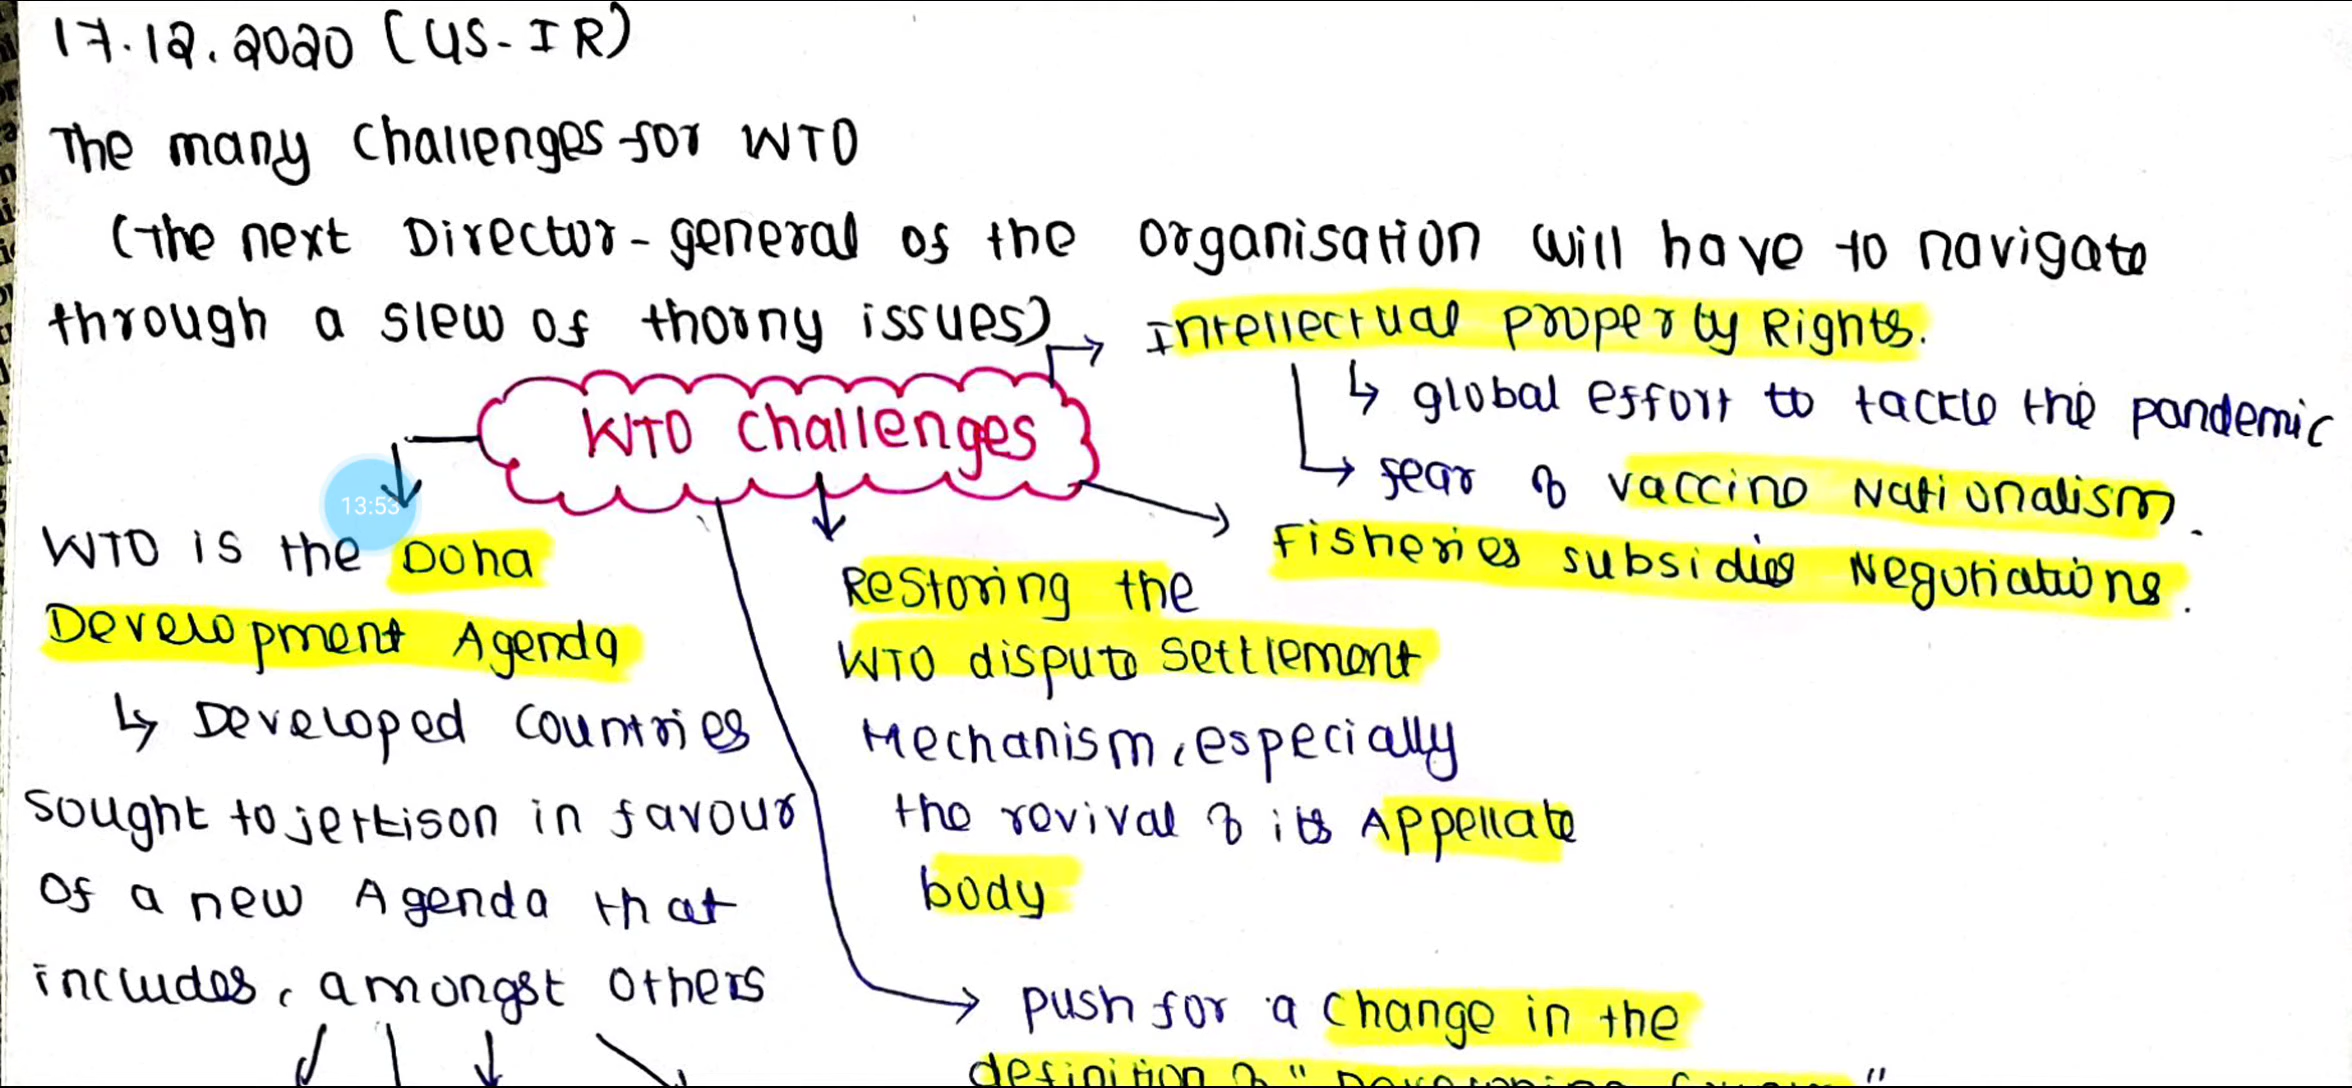 17.12.2020 (US-IR)
The many Challenges for WTO
(The next Director-general of the organisation will have to navigate
through a slew of thorny issues)
WTO Challenges
Intellectual property Rights.
↳ global effort to tackle the pandemic
→ fear of vaccine Nationalism.
Fisheries subsidies Negotiations.
13:53
WTO is the Doha
Development Agenda
↳ Developed countries
sought to jettison in favour
of a new Agenda that
includes, amongst others
Restoring the
WTO dispute settlement
Mechanism, especially
the revival of its Appellate
body
→ push for a change in the
definition of "Developing Country"